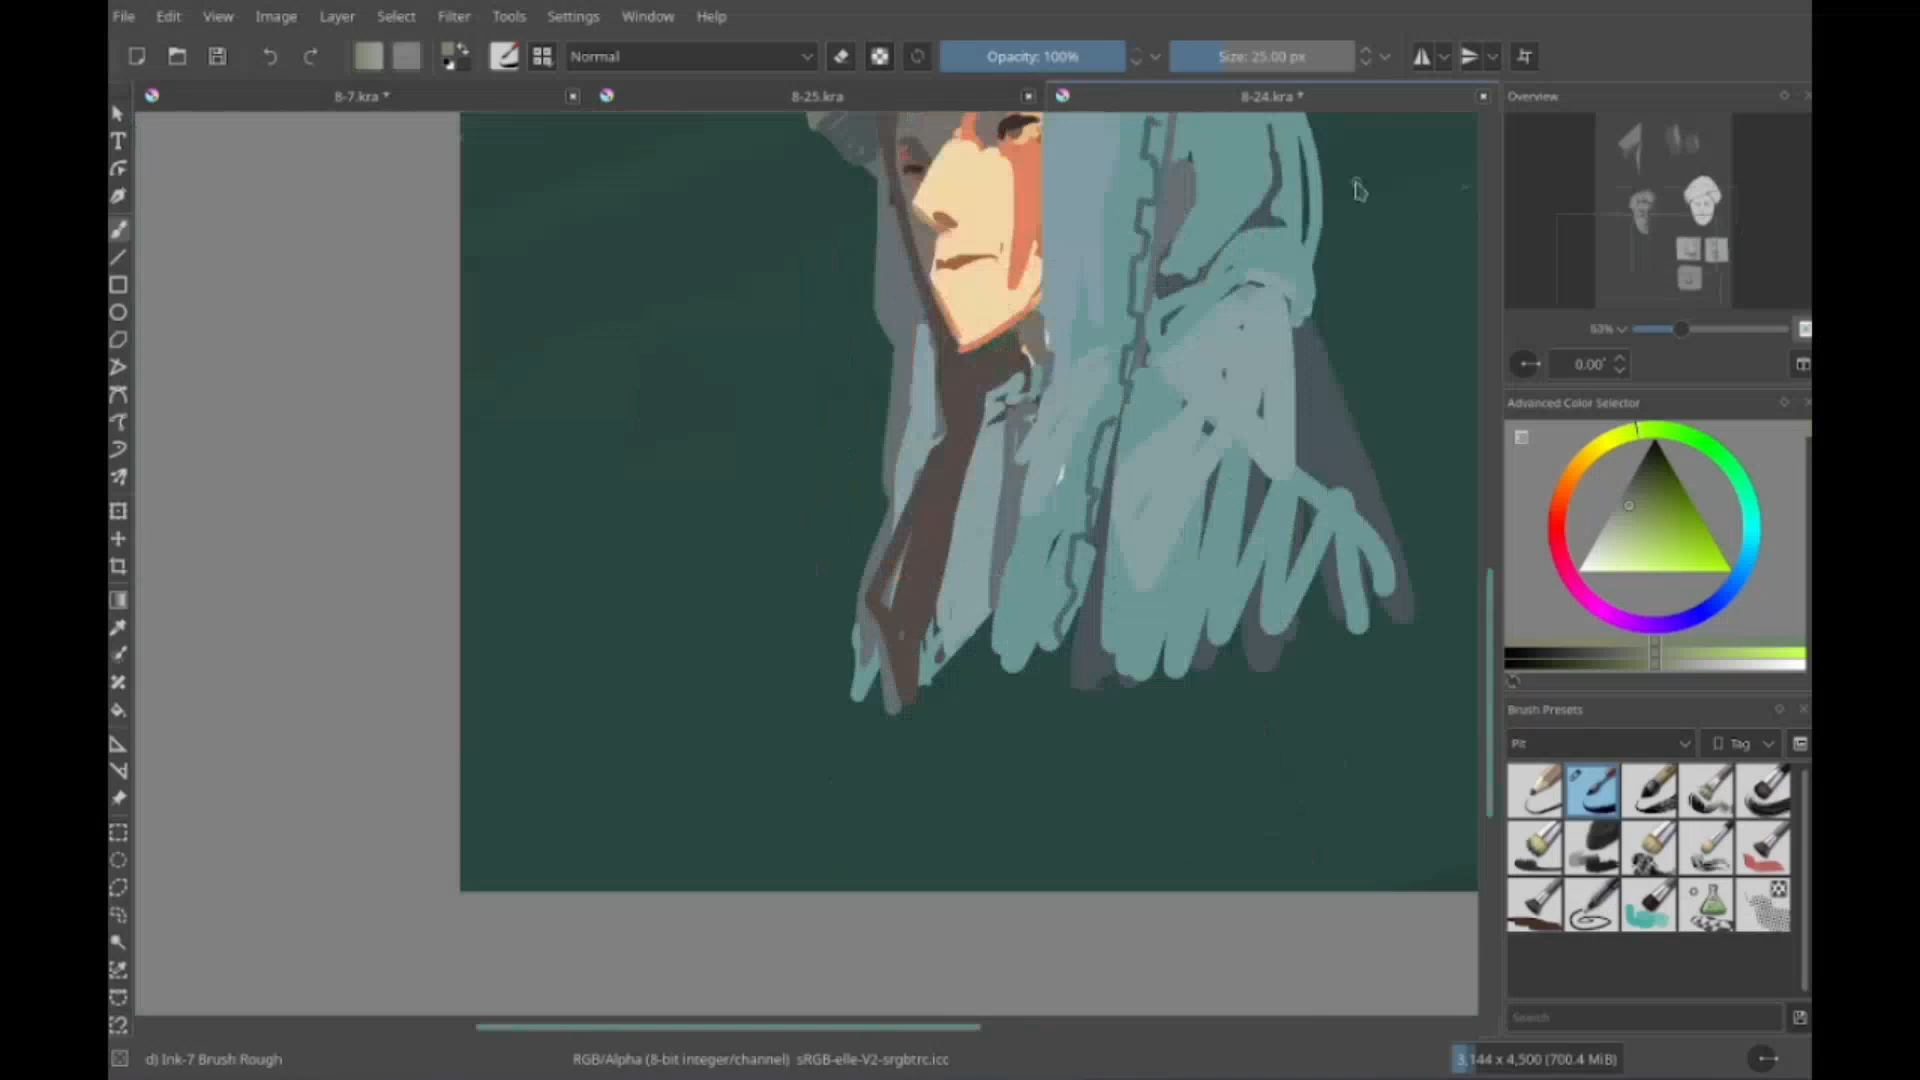 File Edit View Image Layer Select Filter Tools Settings Window Help
Normal Opacity: 100% Size: 25.00 px
8-7.kra * 8-25.kra 8-24.kra * Overview
63%
0.00°
Advanced Color Selector
Brush Presets
Pit Tag
Search
d) Ink-7 Brush Rough RGB/Alpha (8-bit integer/channel) sRGB-elle-V2-srgbtrc.icc 3,144 x 4,500 (700.4 MiB)